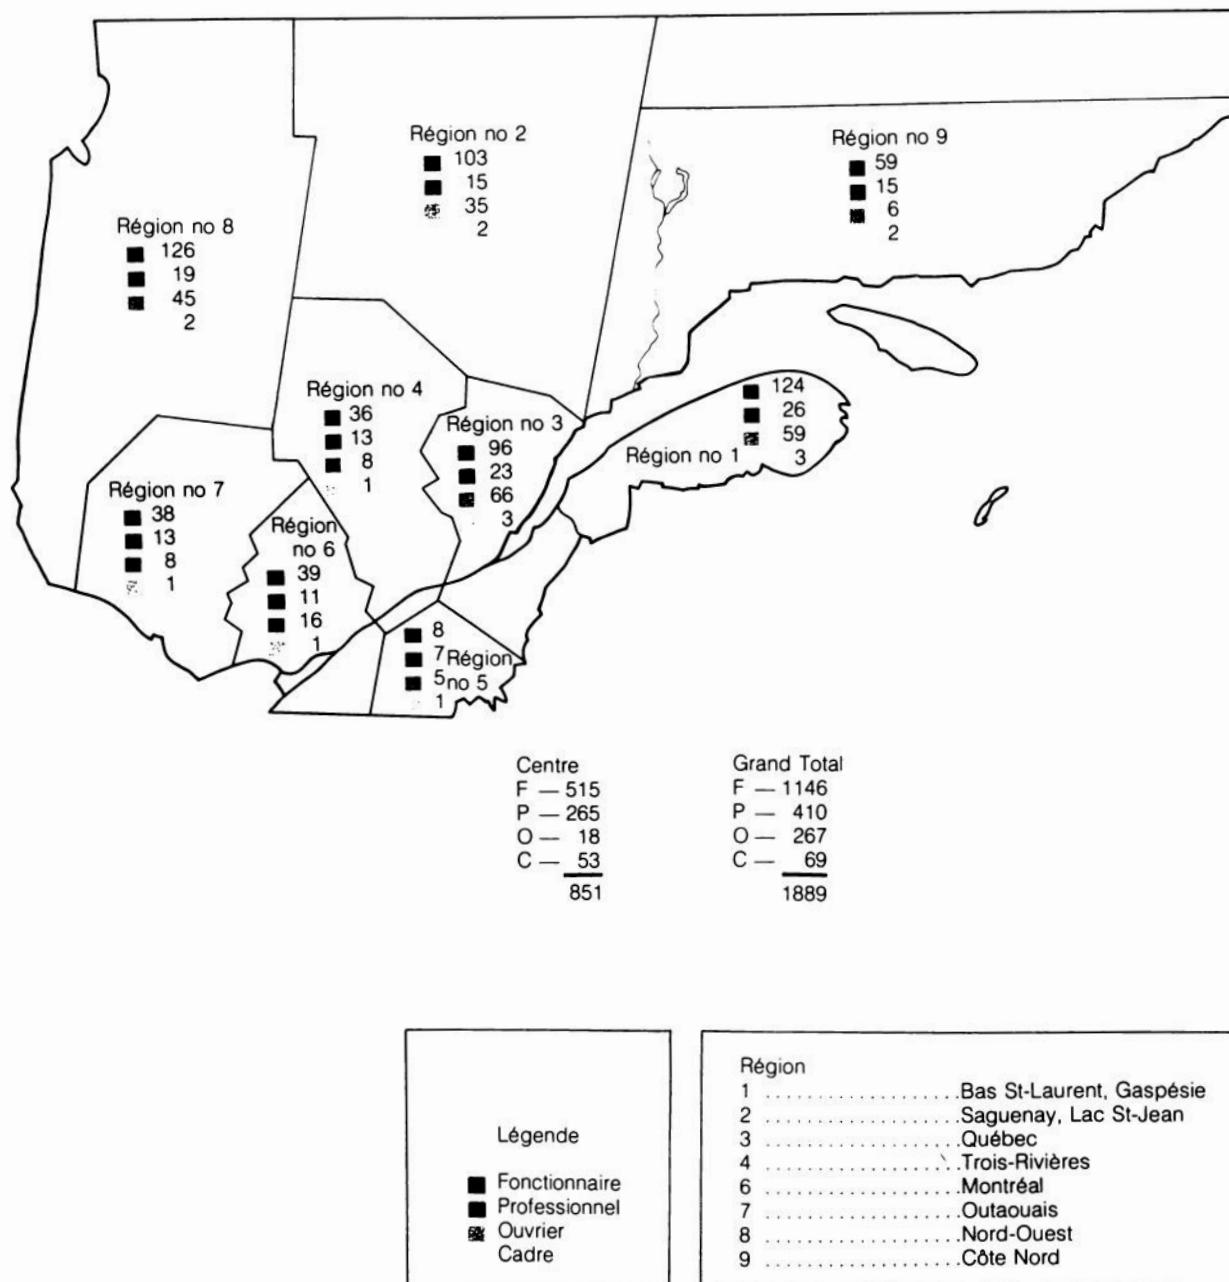 Région no 2
103
15
35
2
Région no 9
59
15
6
2
Région no 8
126
19
45
2
Région no 4
36
13
8
1
Région no 3
96
23
66
3
Région no 1
124
26
59
3
Région no 7
38
13
8
1
Région
no 6
39
11
16
1
8
7 Région
5 no 5
1
Centre
F — 515
P — 265
O — 18
C — 53
851
Grand Total
F — 1146
P — 410
O — 267
C — 69
1889
Légende
Fonctionnaire
Professionnel
Ouvrier
Cadre
Région
1 .................... Bas St-Laurent, Gaspésie
2 .................... Saguenay, Lac St-Jean
3 .................... Québec
4 .................... Trois-Rivières
6 .................... Montréal
7 .................... Outaouais
8 .................... Nord-Ouest
9 .................... Côte Nord